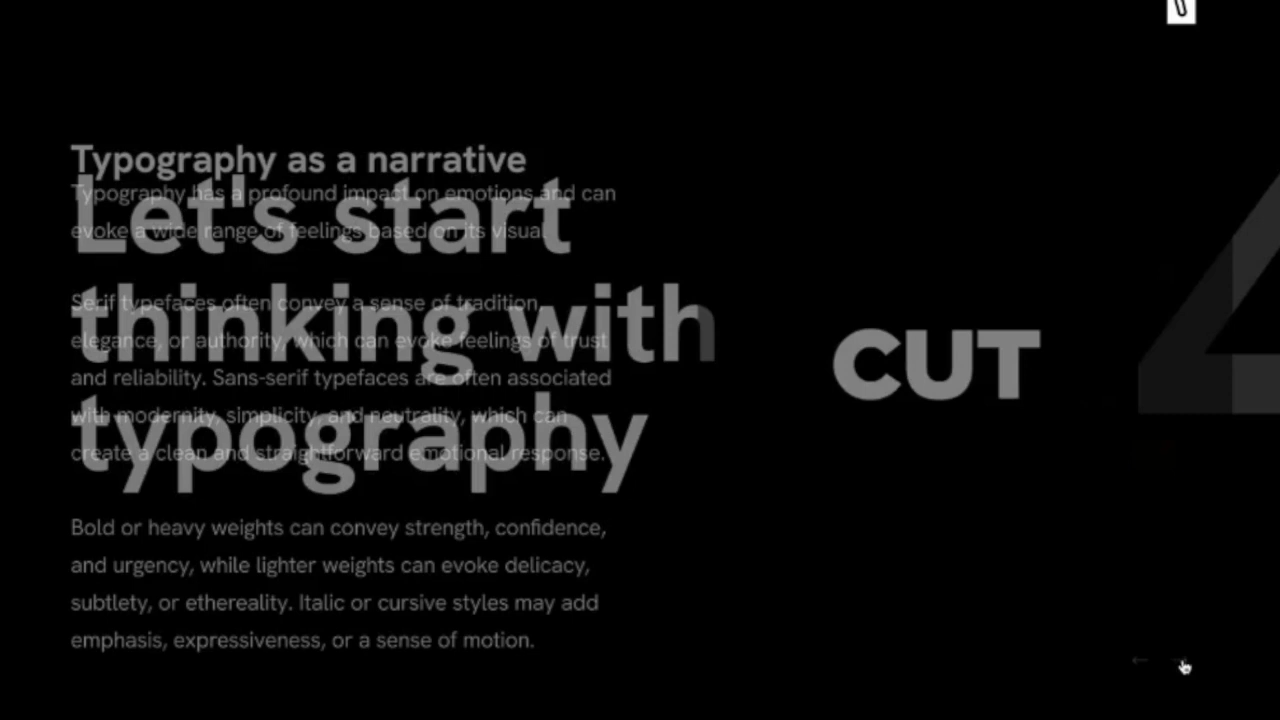 Typography as a narrative
Typography has a profound impact on emotions and can
evoke a wide range of feelings based on its visual
Serif typefaces often convey a sense of tradition,
elegance, or authority, which can evoke feelings of trust
and reliability. Sans-serif typefaces are often associated
with modernity, simplicity, and neutrality, which can
create a clean and straightforward emotional response.
Bold or heavy weights can convey strength, confidence,
and urgency, while lighter weights can evoke delicacy,
subtlety, or ethereality. Italic or cursive styles may add
emphasis, expressiveness, or a sense of motion.
Let's start
thinking with
typography
CUT
4